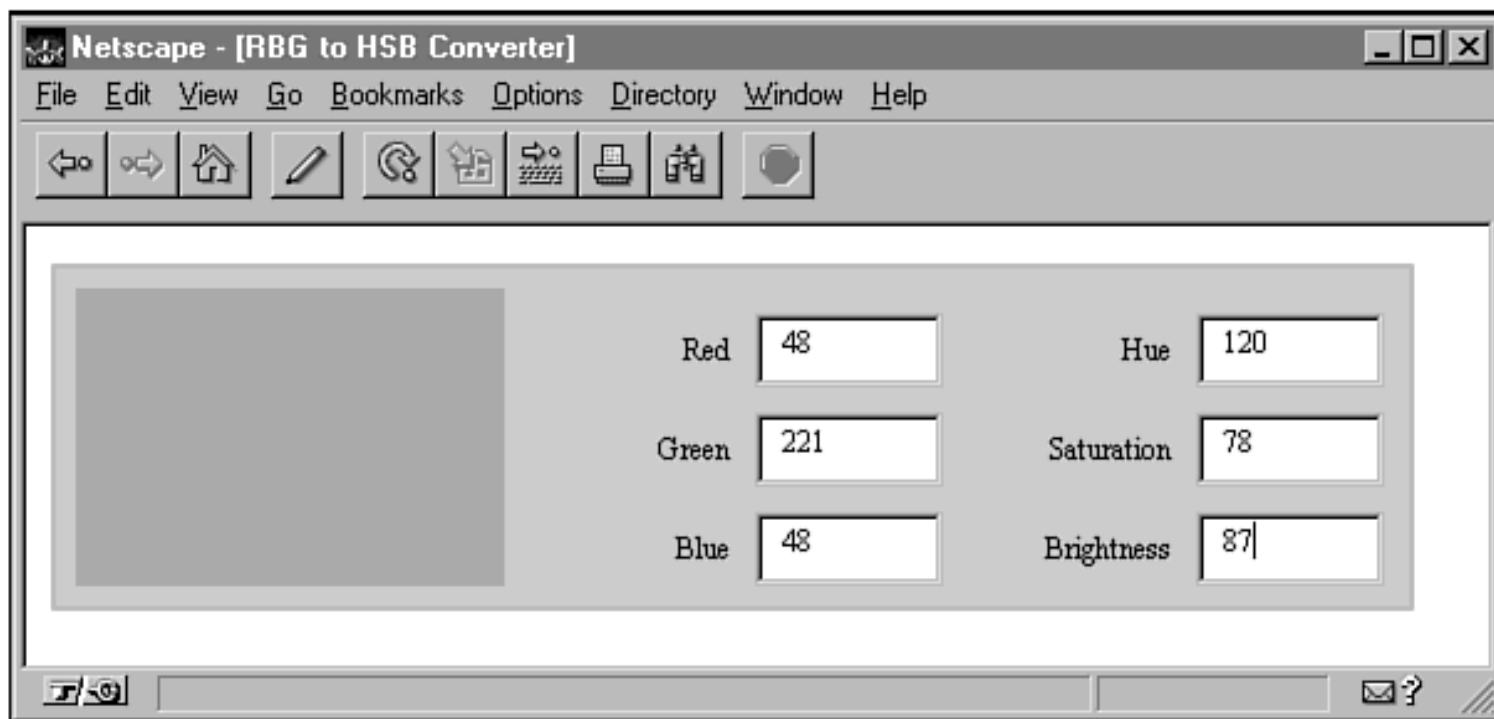 Netscape - [RBG to HSB Converter]
File Edit View Go Bookmarks Options Directory Window Help
Red 48 Hue 120
Green 221 Saturation 78
Blue 48 Brightness 87
?